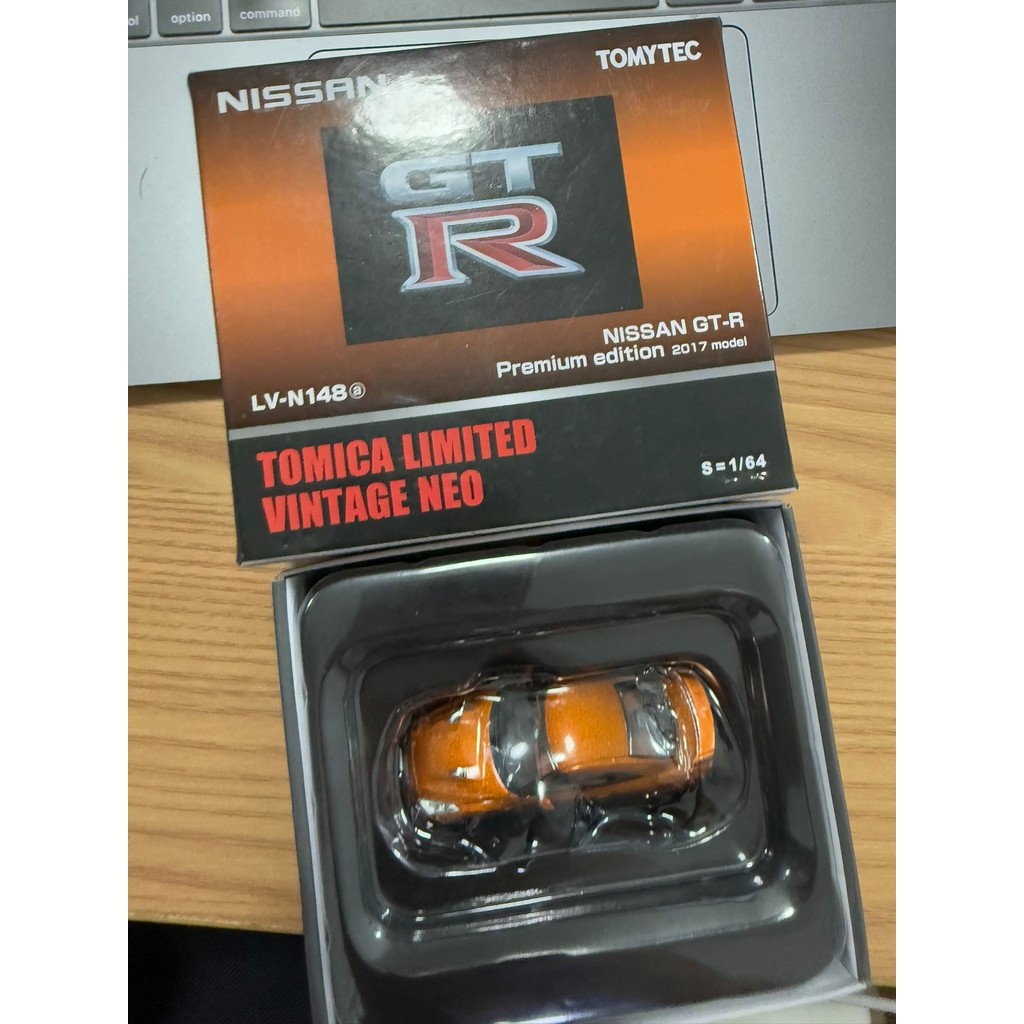 option
command
NISSAN
TOMYTEC
GT
R
NISSAN GT-R
Premium edition 2017 model
LV-N148ⓐ
TOMICA LIMITED
VINTAGE NEO
S=1/64